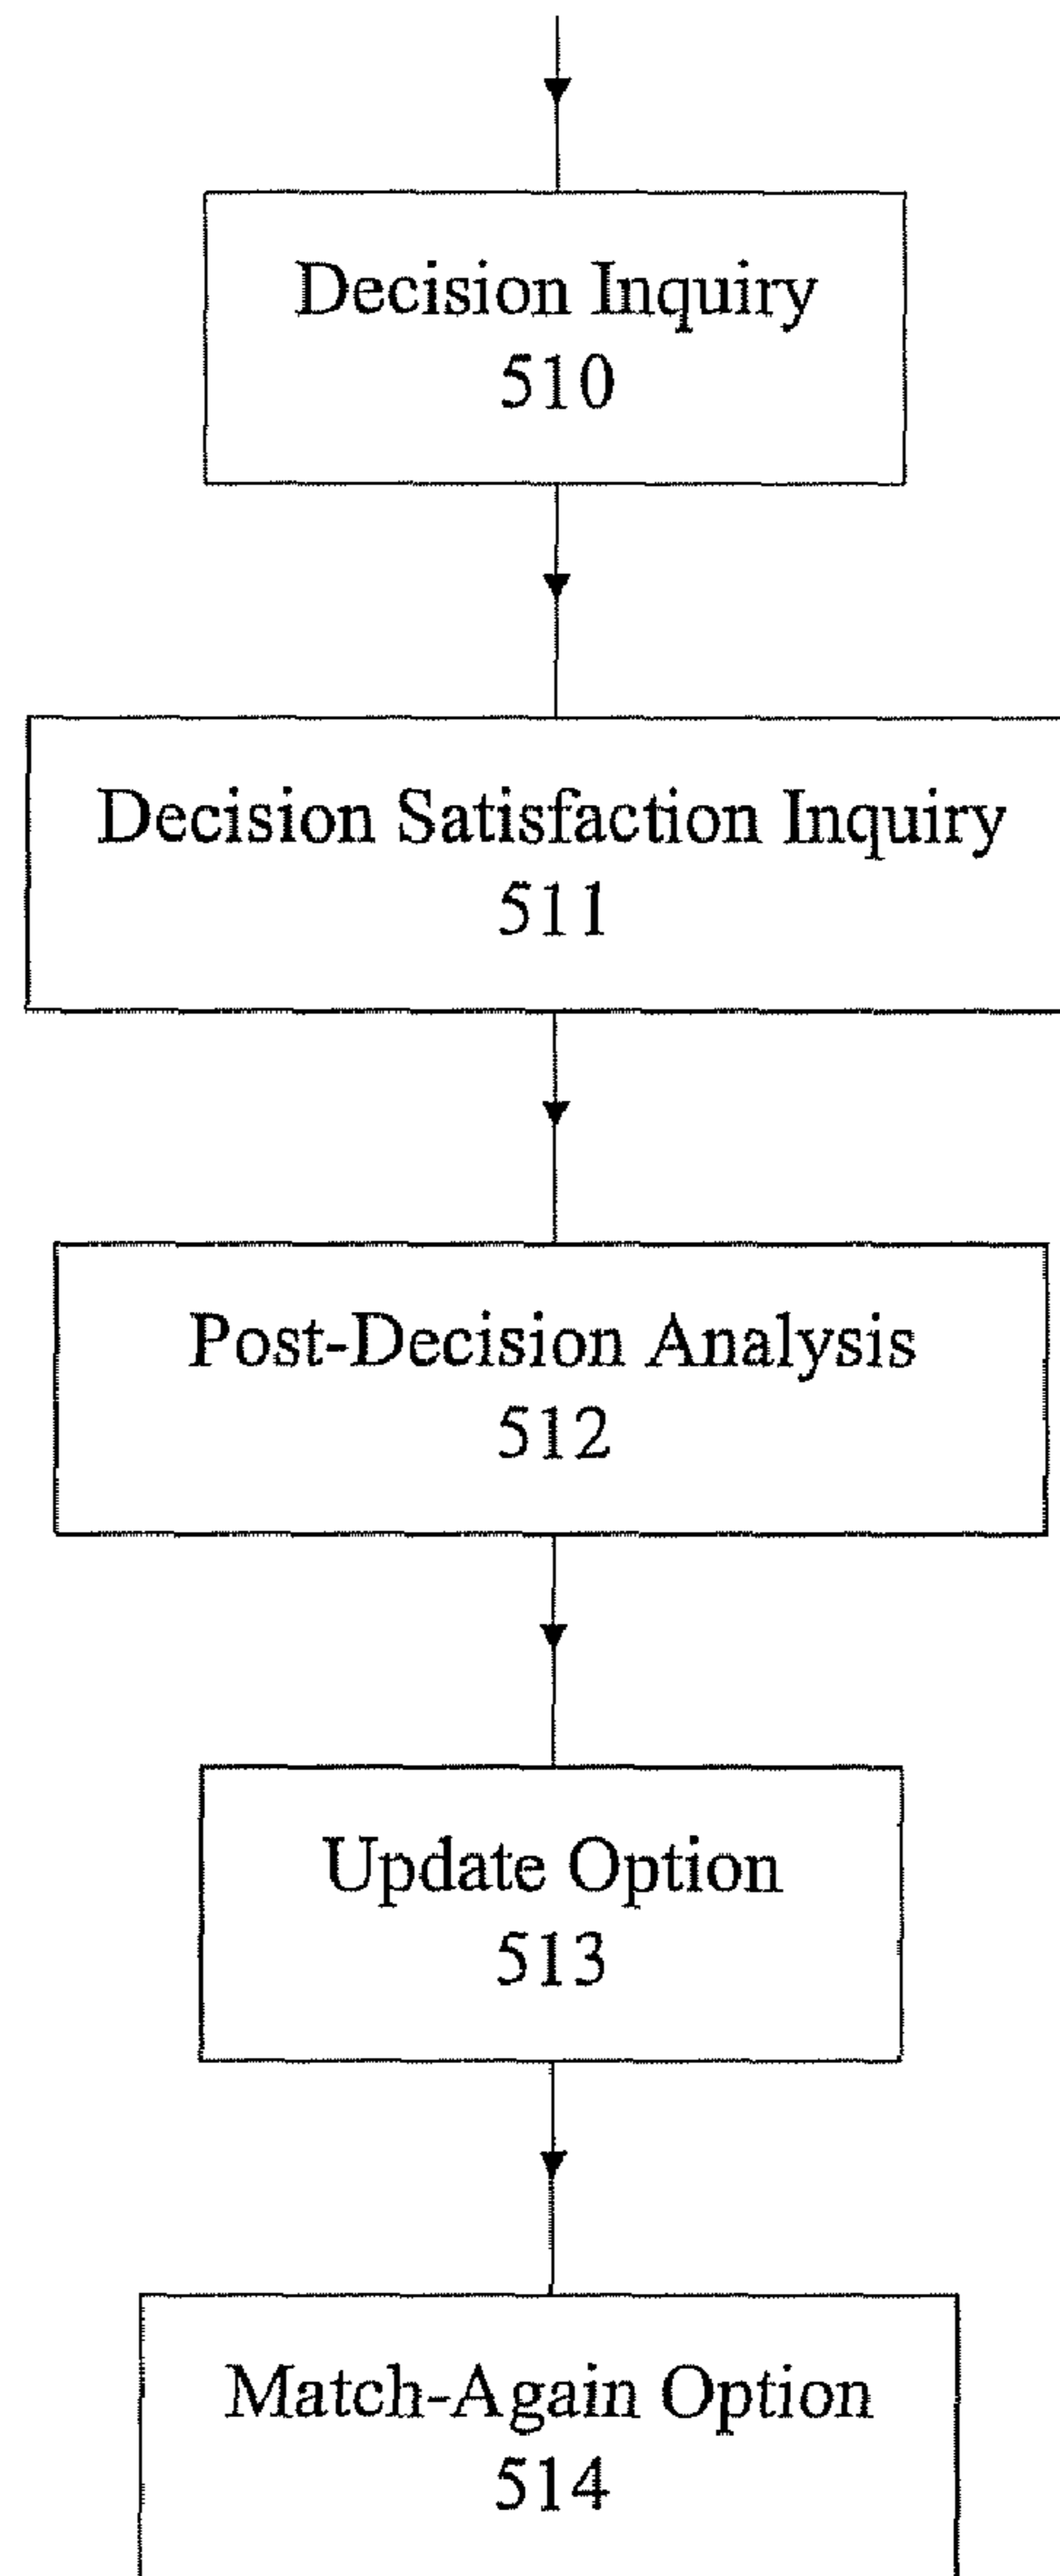 Decision Inquiry
510
Decision Satisfaction Inquiry
511
Post-Decision Analysis
512
Update Option
513
Match-Again Option
514